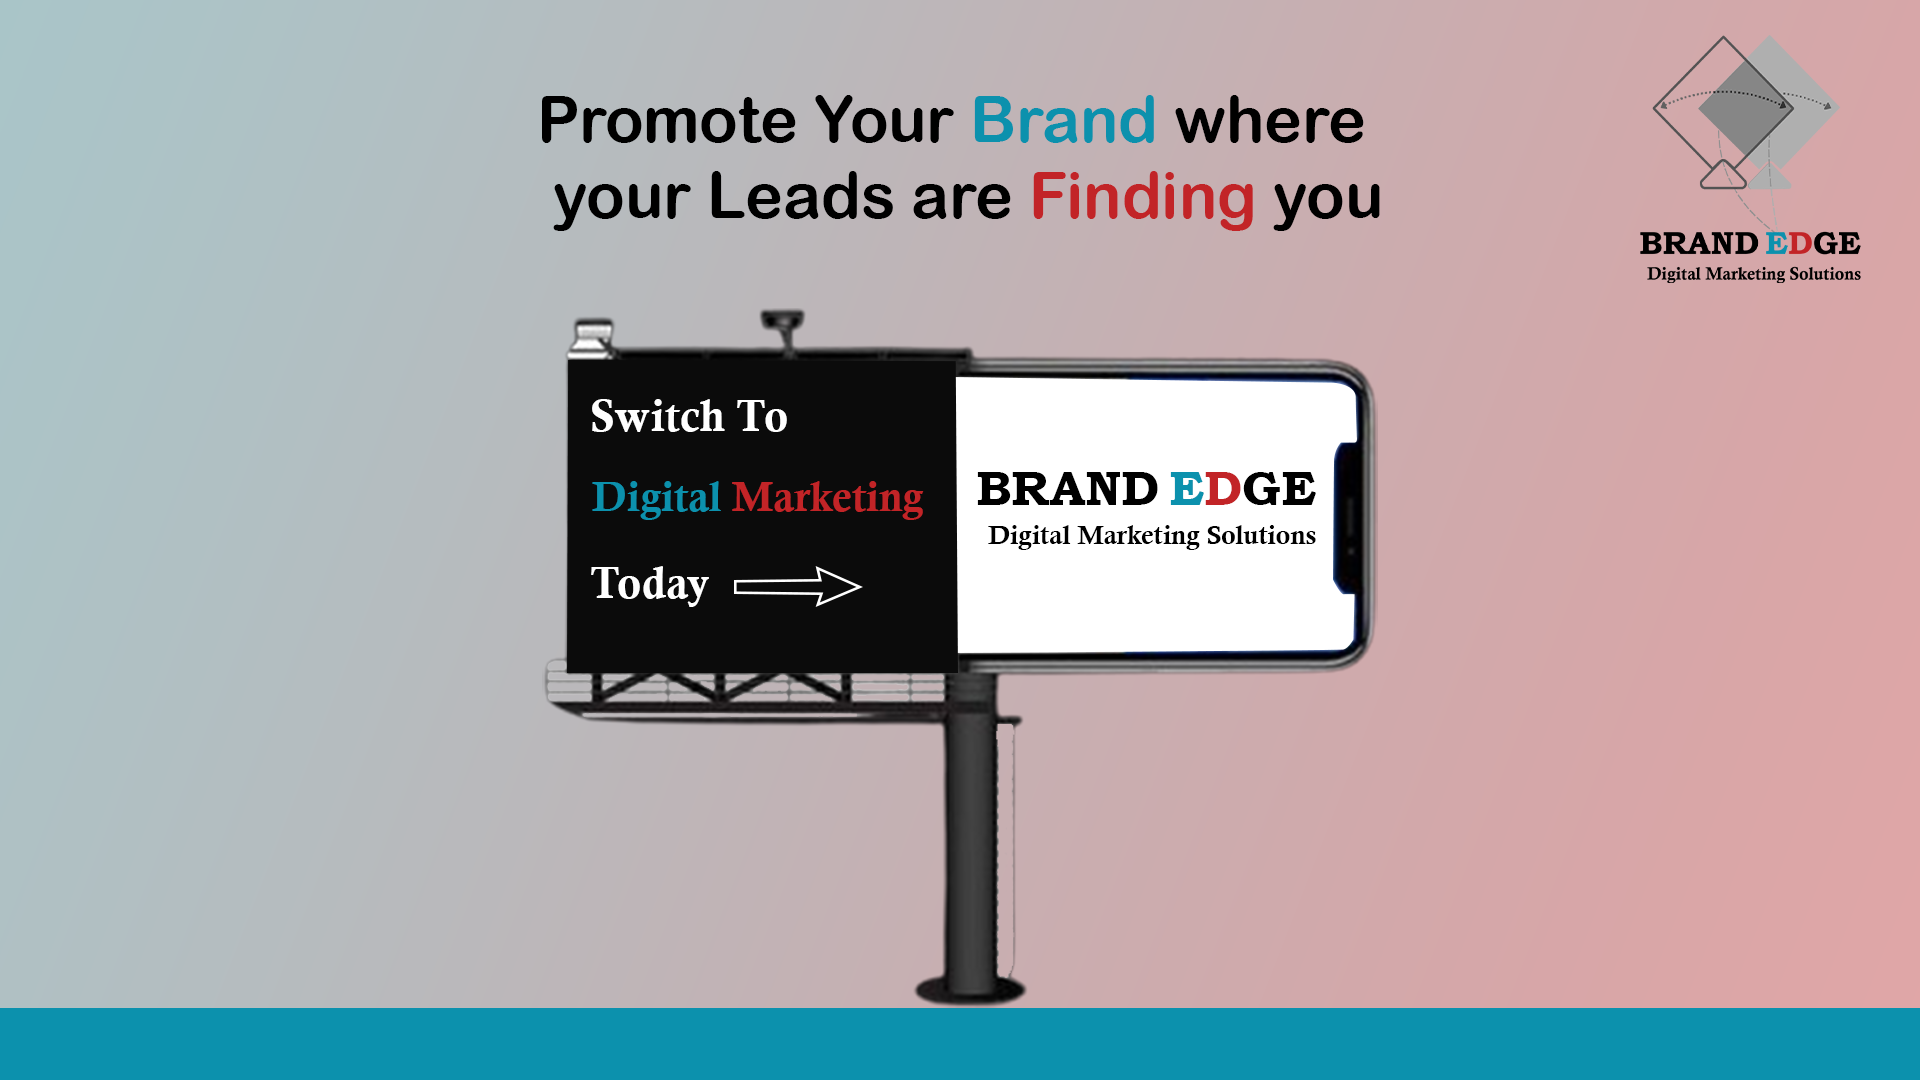 Promote Your Brand where
your Leads are Finding you
BRAND EDGE
Digital Marketing Solutions
Switch To
Digital Marketing
Today
BRAND EDGE
Digital Marketing Solutions